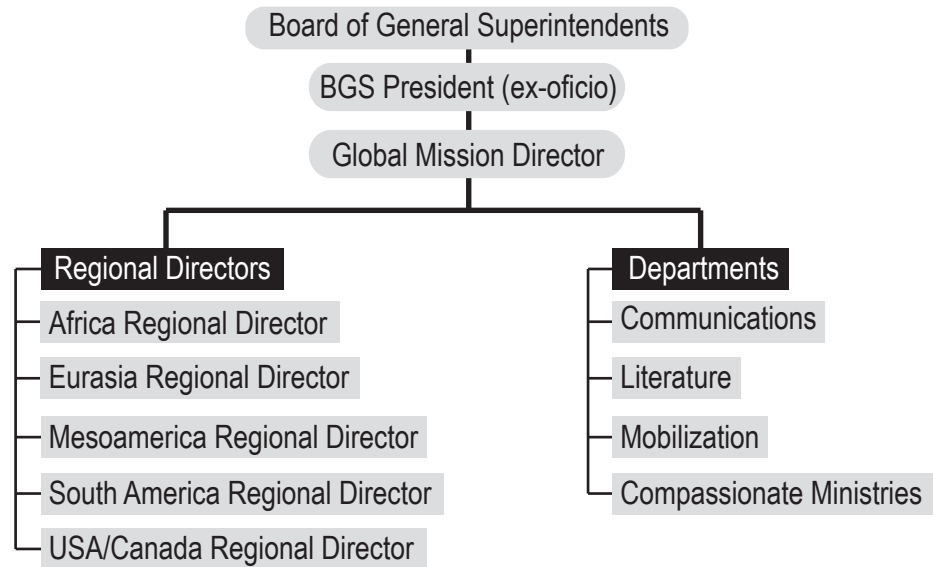 Board of General Superintendents
BGS President (ex-oficio)
Global Mission Director
Regional Directors
Africa Regional Director
Eurasia Regional Director
Mesoamerica Regional Director
South America Regional Director
USA/Canada Regional Director
Departments
Communications
Literature
Mobilization
Compassionate Ministries